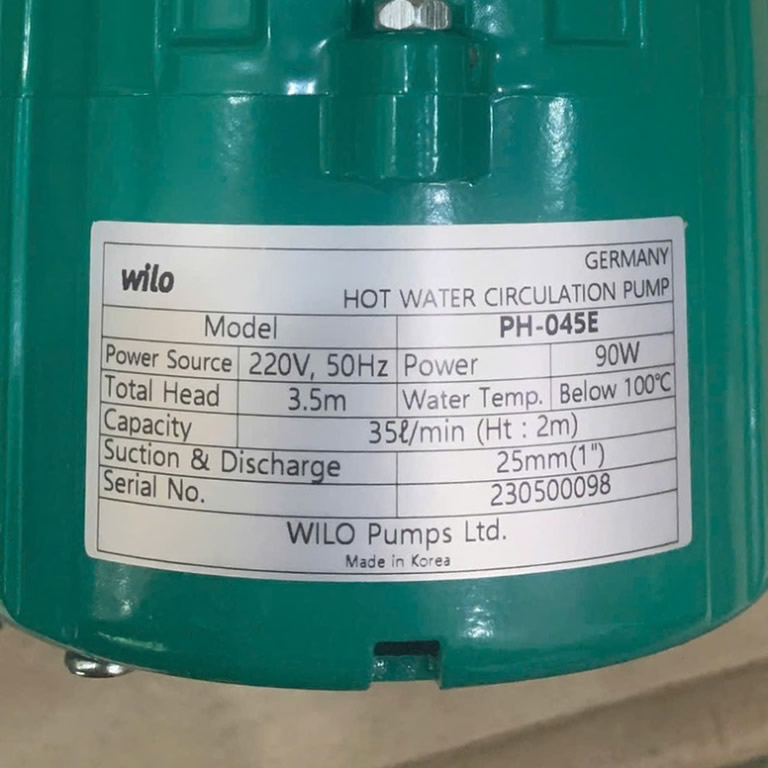 wilo
GERMANY
HOT WATER CIRCULATION PUMP
Model PH-045E
Power Source 220V, 50Hz Power 90W
Total Head 3.5m Water Temp. Below 100℃
Capacity 35ℓ/min (Ht : 2m)
Suction & Discharge 25mm(1")
Serial No. 230500098
WILO Pumps Ltd.
Made in Korea